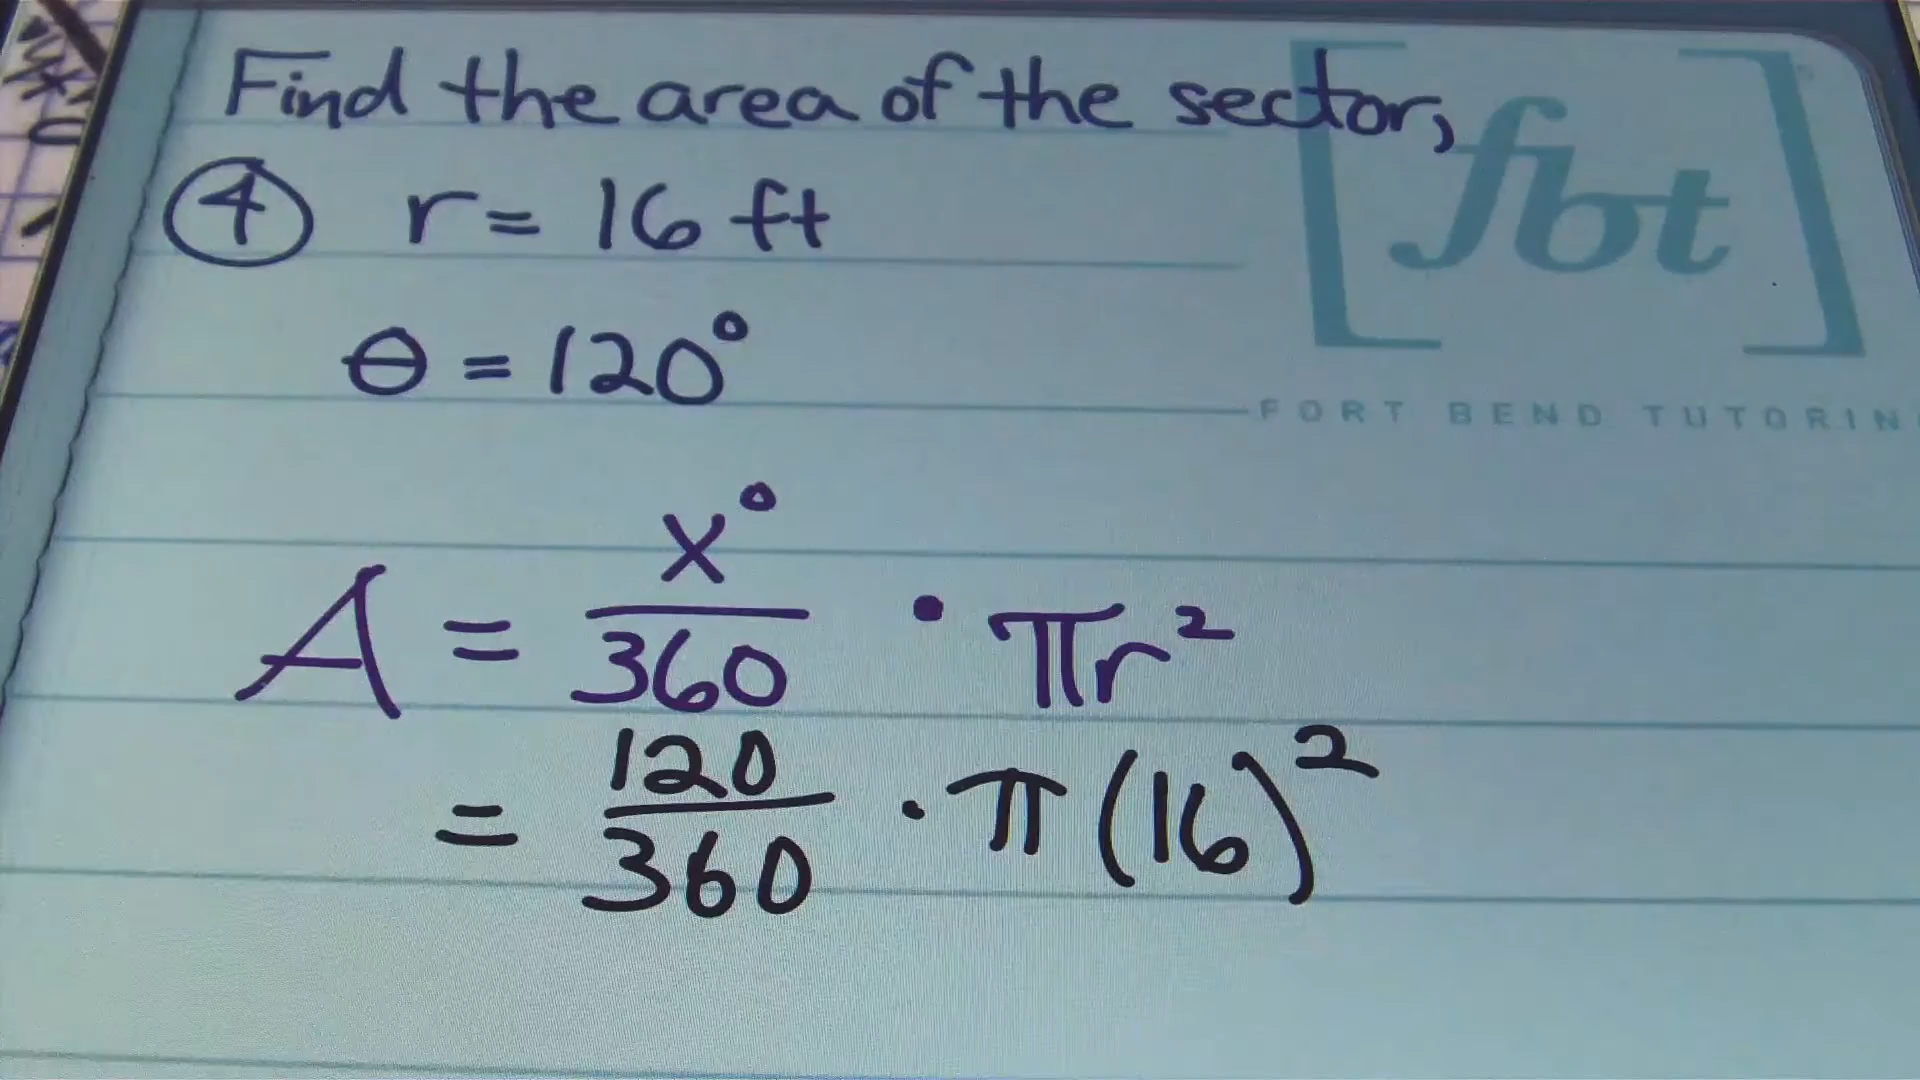 Find the area of the sector,
④ r = 16 ft
θ = 120°
A = x°/360 · πr²
= 120/360 · π(16)²
[fbt]
FORT BEND TUTORIN